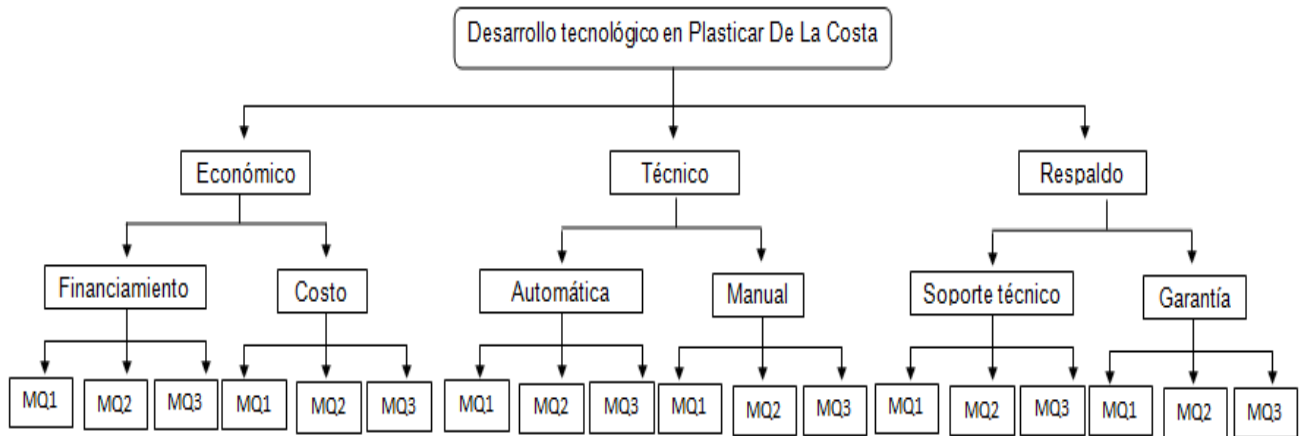 Desarrollo tecnológico en Plasticar De La Costa
Económico
Técnico
Respaldo
Financiamiento
Costo
Automática
Manual
Soporte técnico
Garantía
MQ1
MQ2
MQ3
MQ1
MQ2
MQ3
MQ1
MQ2
MQ3
MQ1
MQ2
MQ3
MQ1
MQ2
MQ3
MQ1
MQ2
MQ3